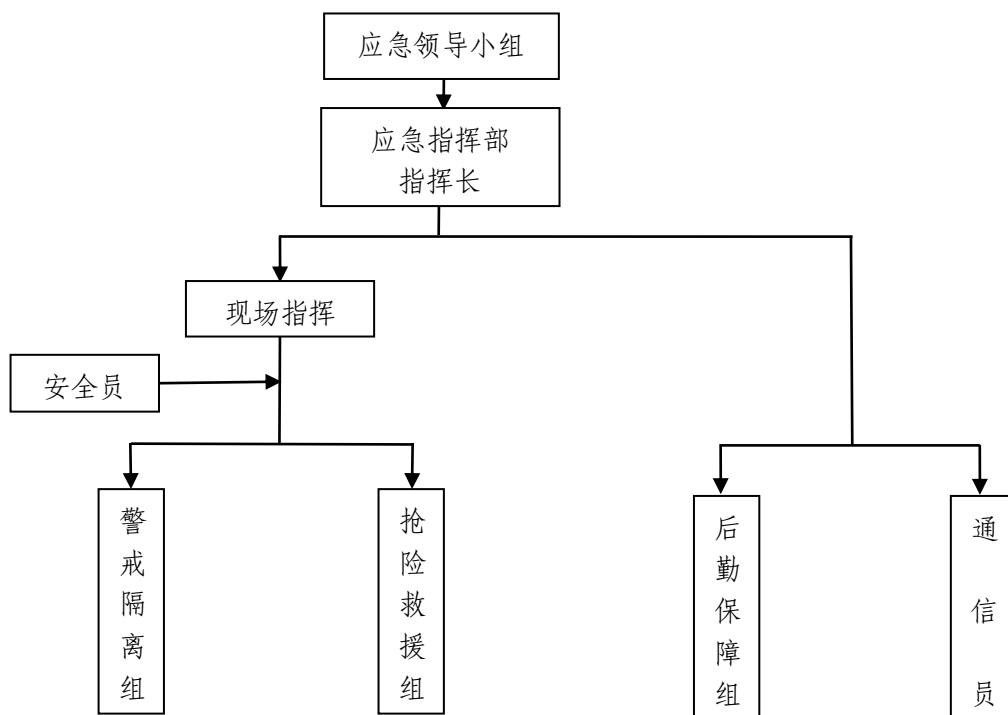 应急领导小组
应急指挥部
指挥长
现场指挥
安全员
警戒隔离组
抢险救援组
后勤保障组
通信员